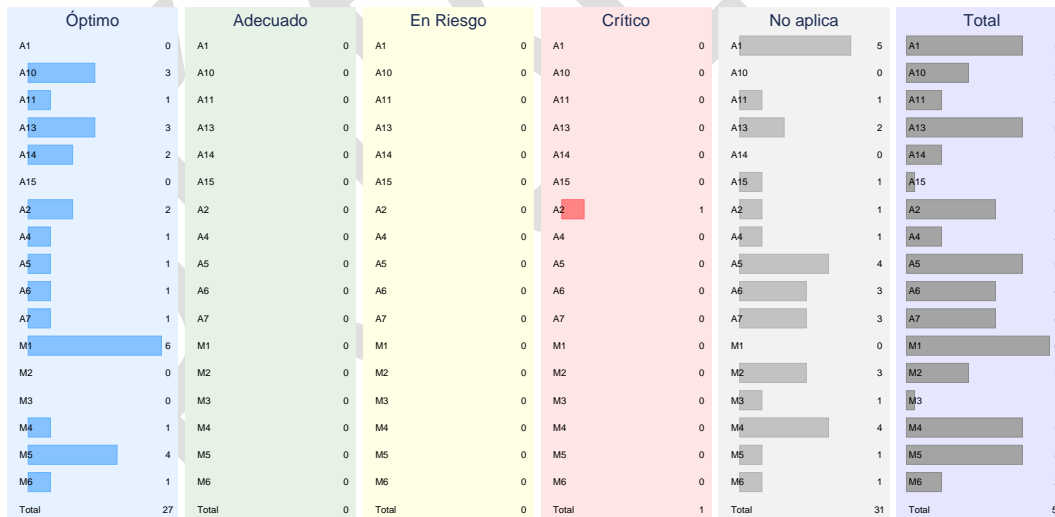 Óptimo Adecuado En Riesgo Crítico No aplica Total
A1 0 A1 0 A1 0 A1 0 A1 5 A1
A10 3 A10 0 A10 0 A10 0 A10 0 A10
A11 1 A11 0 A11 0 A11 0 A11 1 A11
A13 3 A13 0 A13 0 A13 0 A13 2 A13
A14 2 A14 0 A14 0 A14 0 A14 0 A14
A15 0 A15 0 A15 0 A15 0 A15 1 A15
A2 2 A2 0 A2 0 A2 1 A2 1 A2
A4 1 A4 0 A4 0 A4 0 A4 1 A4
A5 1 A5 0 A5 0 A5 0 A5 4 A5
A6 1 A6 0 A6 0 A6 0 A6 3 A6
A7 1 A7 0 A7 0 A7 0 A7 3 A7
M1 6 M1 0 M1 0 M1 0 M1 0 M1
M2 0 M2 0 M2 0 M2 0 M2 3 M2
M3 0 M3 0 M3 0 M3 0 M3 1 M3
M4 1 M4 0 M4 0 M4 0 M4 4 M4
M5 4 M5 0 M5 0 M5 0 M5 1 M5
M6 1 M6 0 M6 0 M6 0 M6 1 M6
Total 27 Total 0 Total 0 Total 1 Total 31 Total